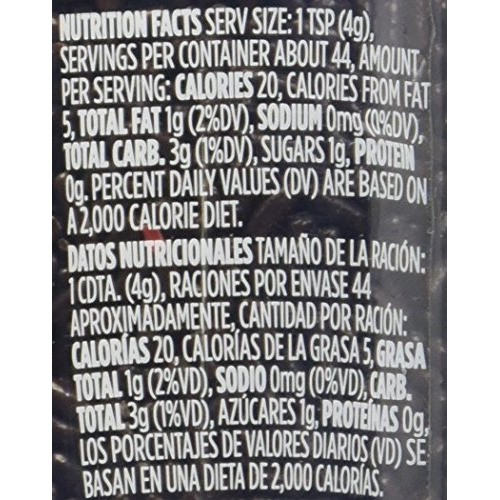 NUTRITION FACTS SERV SIZE: 1 TSP (4g),
SERVINGS PER CONTAINER ABOUT 44, AMOUNT
PER SERVING: CALORIES 20, CALORIES FROM FAT
5, TOTAL FAT 1g (2%DV), SODIUM 0mg (0%DV),
TOTAL CARB. 3g (1%DV), SUGARS 1g, PROTEIN
0g. PERCENT DAILY VALUES (DV) ARE BASED ON
A 2,000 CALORIE DIET.
DATOS NUTRICIONALES TAMAÑO DE LA RACIÓN:
1 CDTA. (4g), RACIONES POR ENVASE 44
APROXIMADAMENTE, CANTIDAD POR RACIÓN:
CALORÍAS 20, CALORÍAS DE LA GRASA 5, GRASA
TOTAL 1g (2%VD), SODIO 0mg (0%VD), CARB.
TOTAL 3g (1%VD), AZÚCARES 1g, PROTEÍNAS 0g,
LOS PORCENTAJES DE VALORES DIARIOS (VD) SE
BASAN EN UNA DIETA DE 2,000 CALORÍAS.